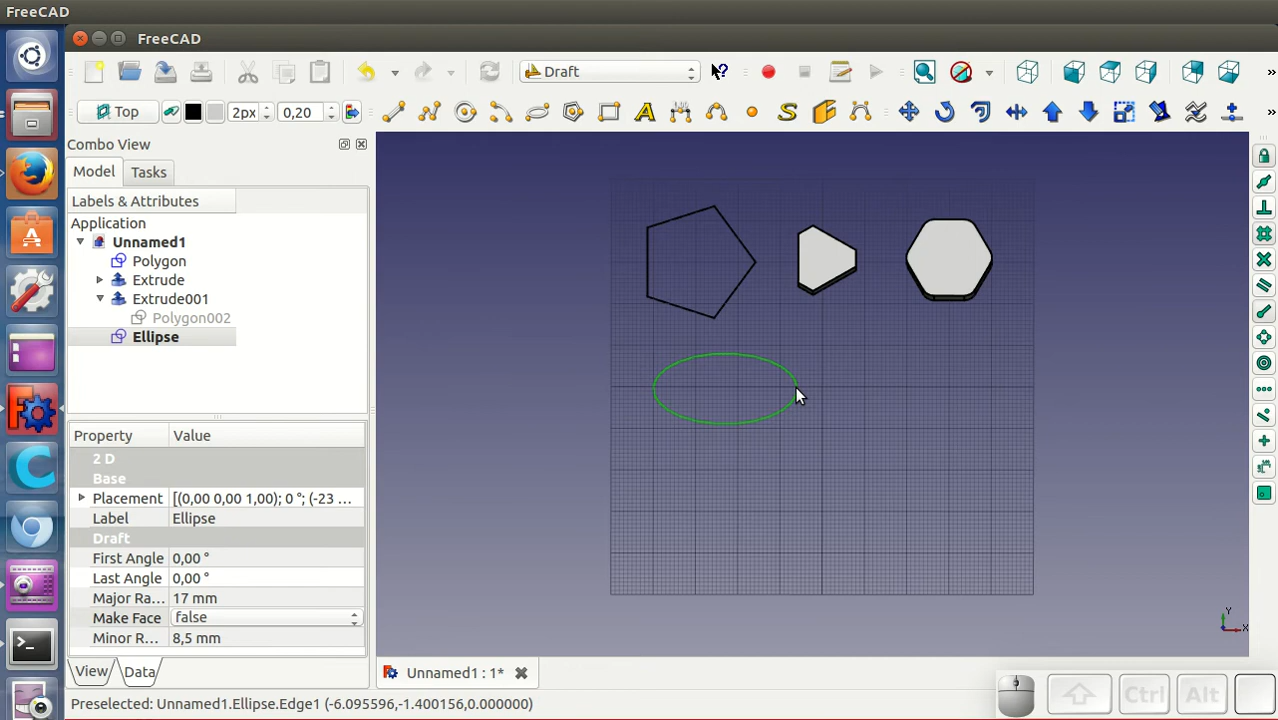 FreeCAD
FreeCAD
Draft
»
Top
2px
0,20
»
Combo View
Model
Tasks
Labels & Attributes
Application
Unnamed1
Polygon
Extrude
Extrude001
Polygon002
Ellipse
Property
Value
2 D
Base
Placement
[(0,00 0,00 1,00); 0 °; (-23 ...
Label
Ellipse
Draft
First Angle
0,00 °
Last Angle
0,00 °
Major Ra...
17 mm
Make Face
false
Minor R...
8,5 mm
View
Data
Y
X
Unnamed1 : 1*
Ctrl
Alt
Preselected: Unnamed1.Ellipse.Edge1 (-6.095596,-1.400156,0.000000)